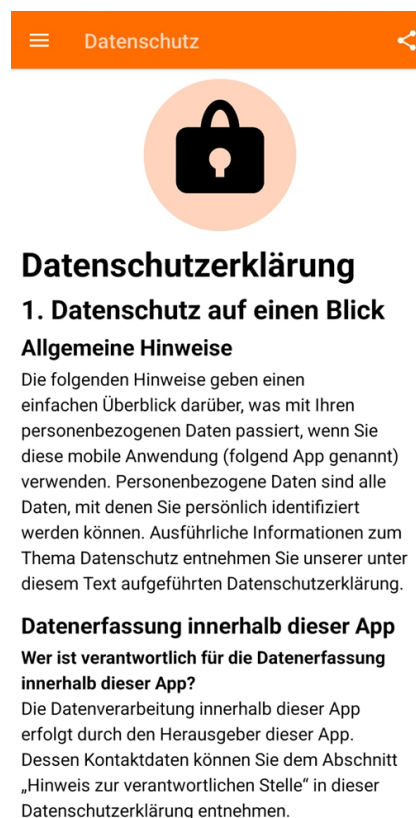 Datenschutz
Datenschutzerklärung
1. Datenschutz auf einen Blick
Allgemeine Hinweise
Die folgenden Hinweise geben einen
einfachen Überblick darüber, was mit Ihren
personenbezogenen Daten passiert, wenn Sie
diese mobile Anwendung (folgend App genannt)
verwenden. Personenbezogene Daten sind alle
Daten, mit denen Sie persönlich identifiziert
werden können. Ausführliche Informationen zum
Thema Datenschutz entnehmen Sie unserer unter
diesem Text aufgeführten Datenschutzerklärung.
Datenerfassung innerhalb dieser App
Wer ist verantwortlich für die Datenerfassung
innerhalb dieser App?
Die Datenverarbeitung innerhalb dieser App
erfolgt durch den Herausgeber dieser App.
Dessen Kontaktdaten können Sie dem Abschnitt
„Hinweis zur verantwortlichen Stelle“ in dieser
Datenschutzerklärung entnehmen.